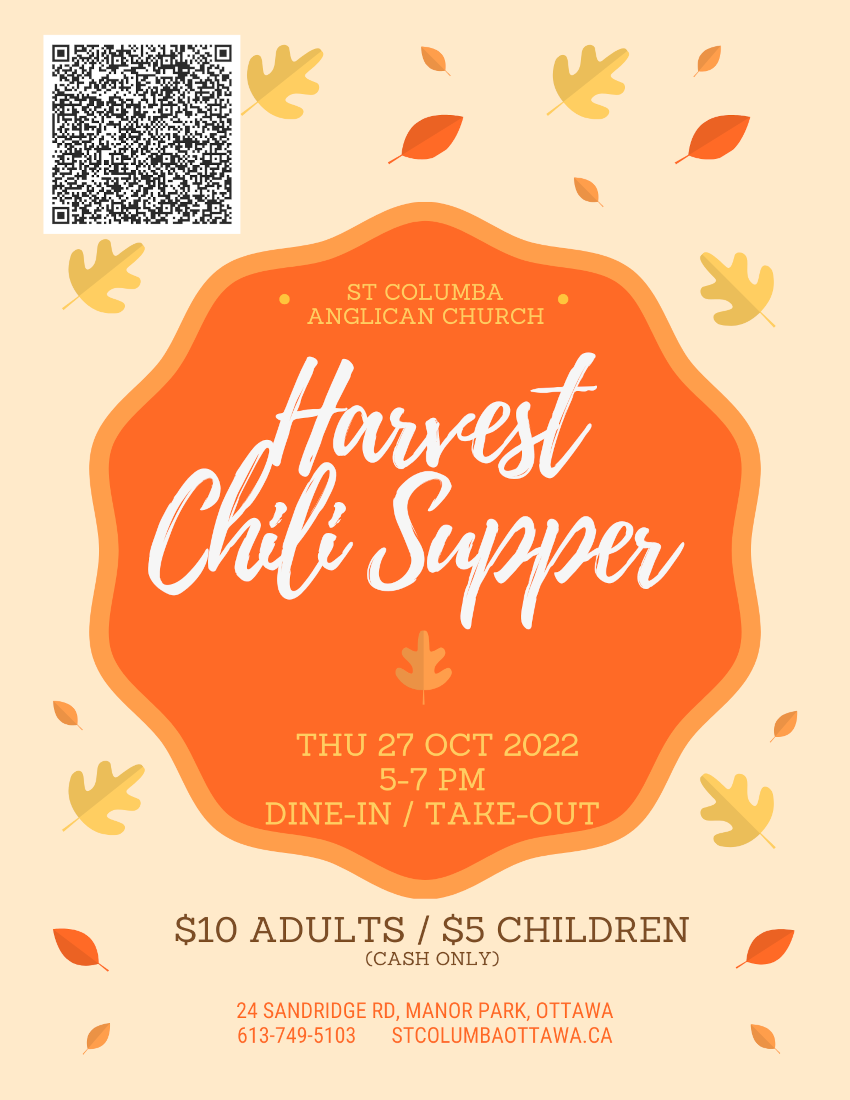 ST COLUMBA
ANGLICAN CHURCH
Harvest
Chili Supper
THU 27 OCT 2022
5-7 PM
DINE-IN / TAKE-OUT
$10 ADULTS / $5 CHILDREN
(CASH ONLY)
24 SANDRIDGE RD, MANOR PARK, OTTAWA
613-749-5103 STCOLUMBAOTTAWA.CA